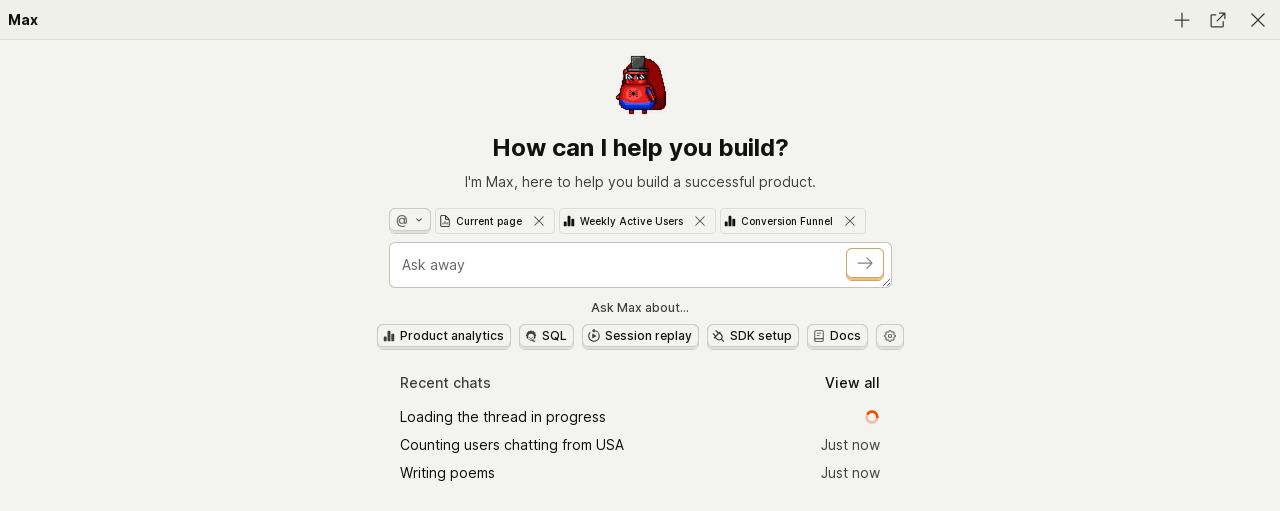 Max
How can I help you build?
I'm Max, here to help you build a successful product.
@ Current page Weekly Active Users Conversion Funnel
Ask away
Ask Max about...
Product analytics SQL Session replay SDK setup Docs
Recent chats View all
Loading the thread in progress
Counting users chatting from USA Just now
Writing poems Just now